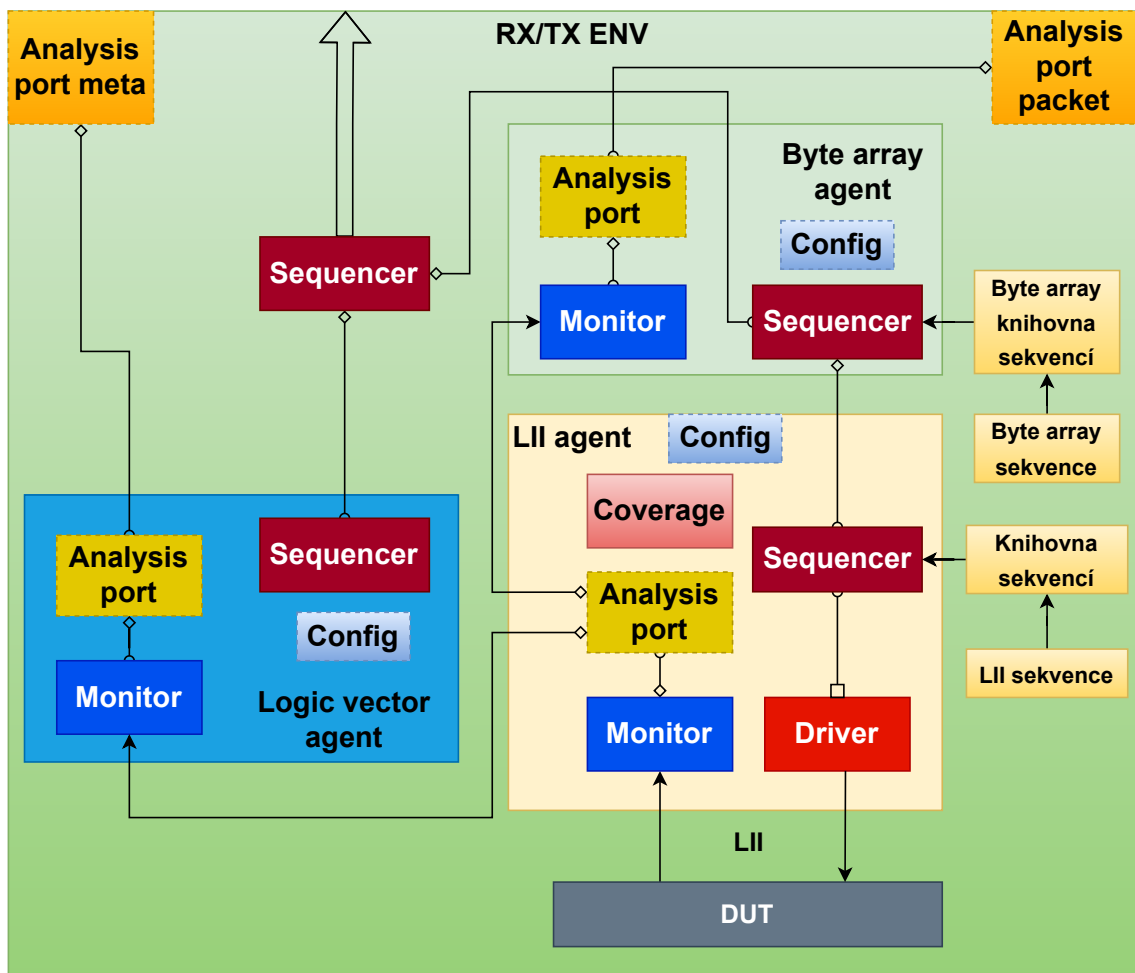 RX/TX ENV
Analysis
port meta
Analysis
port
packet
Byte array
agent
Analysis
port
Config
Sequencer
Monitor
Sequencer
Byte array
knihovna
sekvencí
Byte array
sekvence
LII agent
Config
Coverage
Sequencer
Knihovna
sekvencí
Analysis
port
LII sekvence
Monitor
Driver
Analysis
port
Sequencer
Config
Monitor
Logic vector
agent
LII
DUT